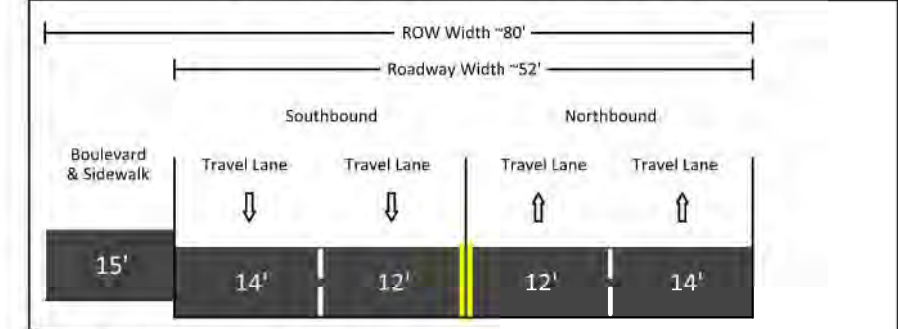 ROW Width ~80'
Roadway Width ~52'
Southbound Northbound
Boulevard
& Sidewalk
Travel Lane Travel Lane Travel Lane Travel Lane
15' 14' 12' 12' 14'